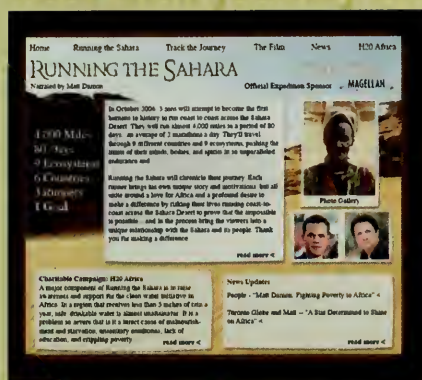 Home Running the Sahara Track the Journey The Film News H20 Africa
RUNNING THE SAHARA
Narrated by Matt Damon
Official Expedition Sponsor MAGELLAN
4,000 Miles
80 Days
9 Ecosystems
6 Countries
3 Runners
1 Goal
In October 2006, 3 men will attempt to become the first
humans in history to run coast to coast across the Sahara
Desert. They will run almost 4,000 miles in a period of 80
days, an average of 2 marathons a day. They'll travel
through 9 different countries and 9 ecosystems, pushing the
limits of their minds, bodies, and spirits in an unparalleled
endurance and
Running the Sahara will chronicle their journey. Each
runner brings his own unique story and motivations but all
unite around a love for Africa and a profound desire to
make a difference by risking their lives running coast-to-
coast across the Sahara Desert to prove that the impossible
is possible - and in the process bring the viewers into a
unique relationship with the Sahara and its people. Thank
you for making a difference
read more <
Photo Gallery
Charitable Campaign: H20 Africa
A major component of Running the Sahara is to raise
awareness and support for the clean water initiative in
Africa. In a region that receives less than 3 inches of rain a
year, safe drinkable water is almost unobtainable. It is a
problem so severe that is it a direct cause of malnourish-
ment and starvation, unsanitary conditions, lack of
education, and crippling poverty.
read more <
News Updates
People - "Matt Damon: Fighting Poverty in Africa" <
Toronto Globe and Mail -- "A Star Determined to Shine
on Africa" <
read more <